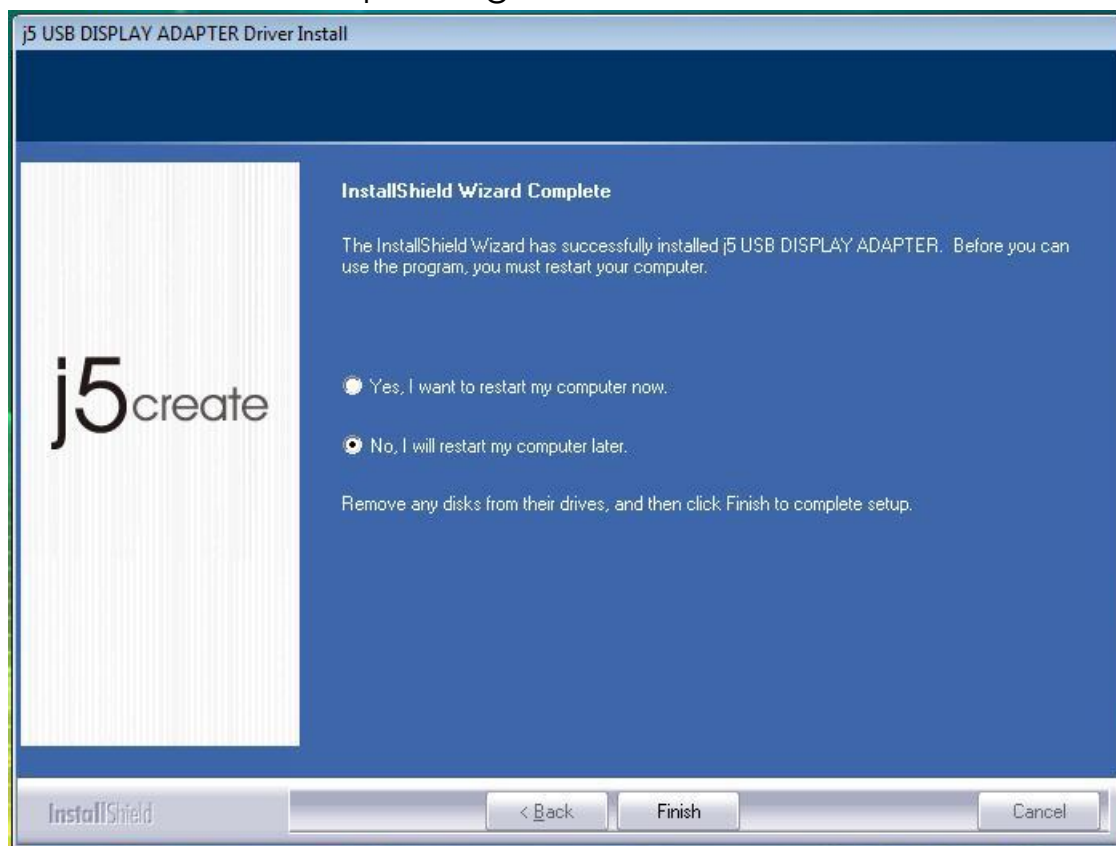 j5 USB DISPLAY ADAPTER Driver Install
InstallShield Wizard Complete
The InstallShield Wizard has successfully installed j5 USB DISPLAY ADAPTER. Before you can
use the program, you must restart your computer.
j5create
Yes, I want to restart my computer now.
No, I will restart my computer later.
Remove any disks from their drives, and then click Finish to complete setup.
InstallShield
< Back
Finish
Cancel